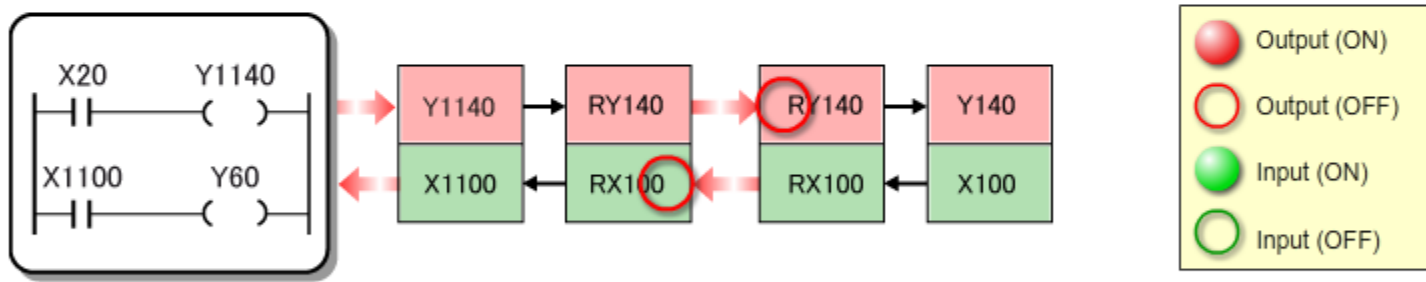 X20 Y1140
X1100 Y60
Y1140 RY140 RY140 Y140
X1100 RX100 RX100 X100
Output (ON)
Output (OFF)
Input (ON)
Input (OFF)